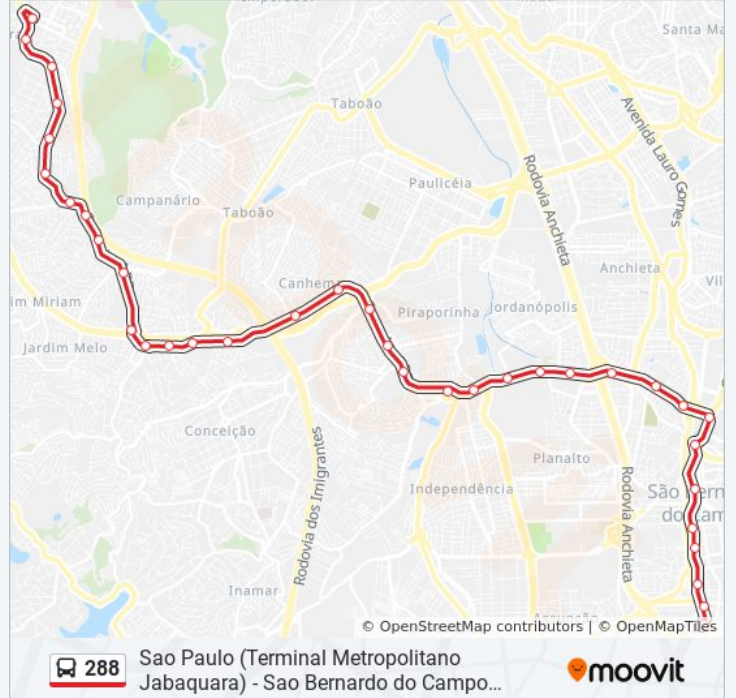 Santa Ma
Taboão
Avenida Lauro Gomes
Rodovia Anchieta
Paulicéia
Campanário
Taboão
Anchieta
Vil
Canhem
im Miriam
Piraporinha
Jordanópolis
Jardim Melo
Conceição
Planalto
Rodovia dos Imigrantes
Independência
Rodovia Anchieta
São
Inamar
© OpenStreetMap contributors | © OpenMapTiles
288
Sao Paulo (Terminal Metropolitano
Jabaquara) - Sao Bernardo do Campo...
moovit